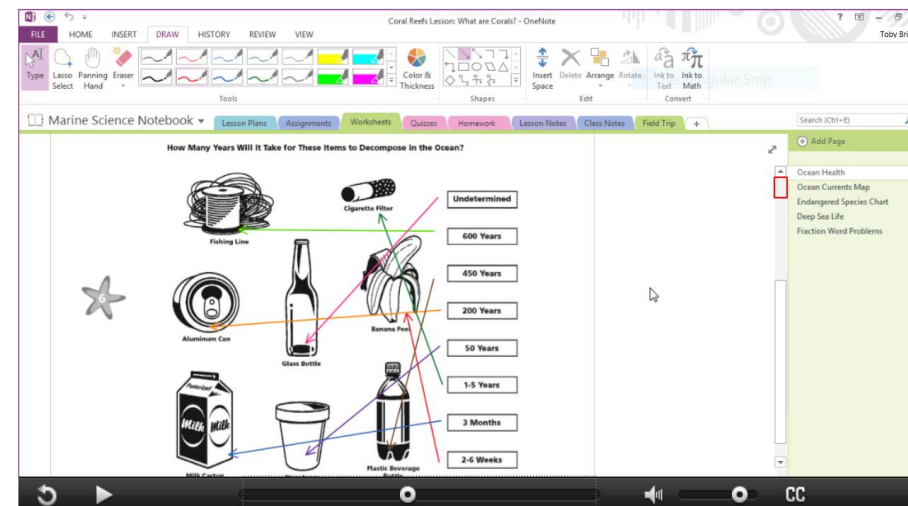 Coral Reefs Lesson: What are Corals? - OneNote
FILE HOME INSERT DRAW HISTORY REVIEW VIEW
Toby Bri
Type
Lasso Select
Panning Hand
Eraser
Color & Thickness
Insert Space
Delete
Arrange
Rotate
Ink to Text
Ink to Math
Tools
Shapes
Edit
Convert
Marine Science Notebook
Lesson Plans
Assignments
Worksheets
Quizzes
Homework
Lesson Notes
Class Notes
Field Trip
Search (Ctrl+E)
Add Page
Ocean Health
Ocean Currents Map
Endangered Species Chart
Deep Sea Life
Fraction Word Problems
How Many Years Will It Take for These Items to Decompose in the Ocean?
Fishing Line
Cigarette Filter
Undetermined
600 Years
450 Years
6
200 Years
Aluminum Can
Banana Peel
Glass Bottle
50 Years
1-5 Years
Pasteurized
Milk Milk
3 Months
2-6 Weeks
Milk Carton
Plastic Beverage
Bottle
CC